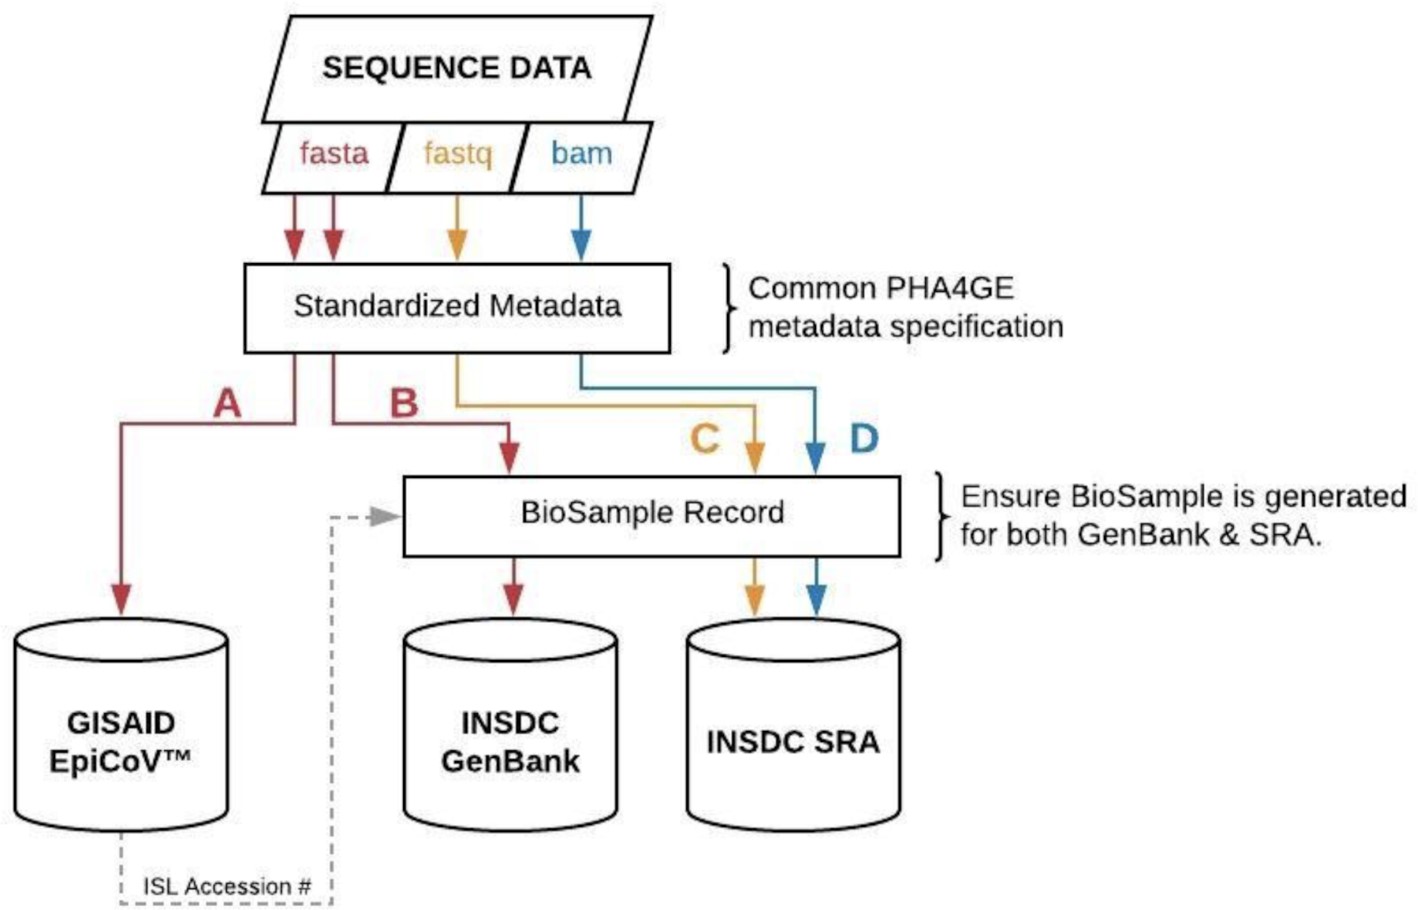 SEQUENCE DATA
fasta
fastq
bam
Standardized Metadata
Common PHA4GE
metadata specification
A
B
C
D
BioSample Record
Ensure BioSample is generated
for both GenBank & SRA.
GISAID
EpiCoV™
INSDC
GenBank
INSDC SRA
ISL Accession #